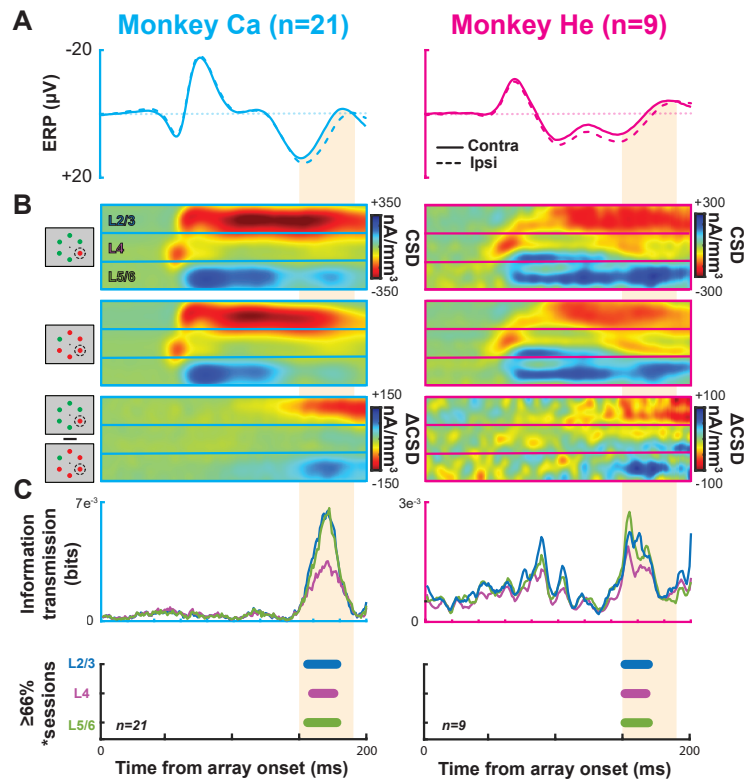 A
Monkey Ca (n=21)
Monkey He (n=9)
-20
ERP (µV)
+20
Contra
Ipsi
B
L2/3
L4
L5/6
+350
nA/mm³
-350
CSD
+300
nA/mm³
-300
CSD
+150
nA/mm³
-150
ΔCSD
+100
nA/mm³
-100
ΔCSD
C
7e⁻³
Information
transmission
(bits)
0
3e⁻³
0
≥66%
*sessions
L2/3
L4
L5/6
n=21
n=9
0
200
0
200
Time from array onset (ms)
Time from array onset (ms)